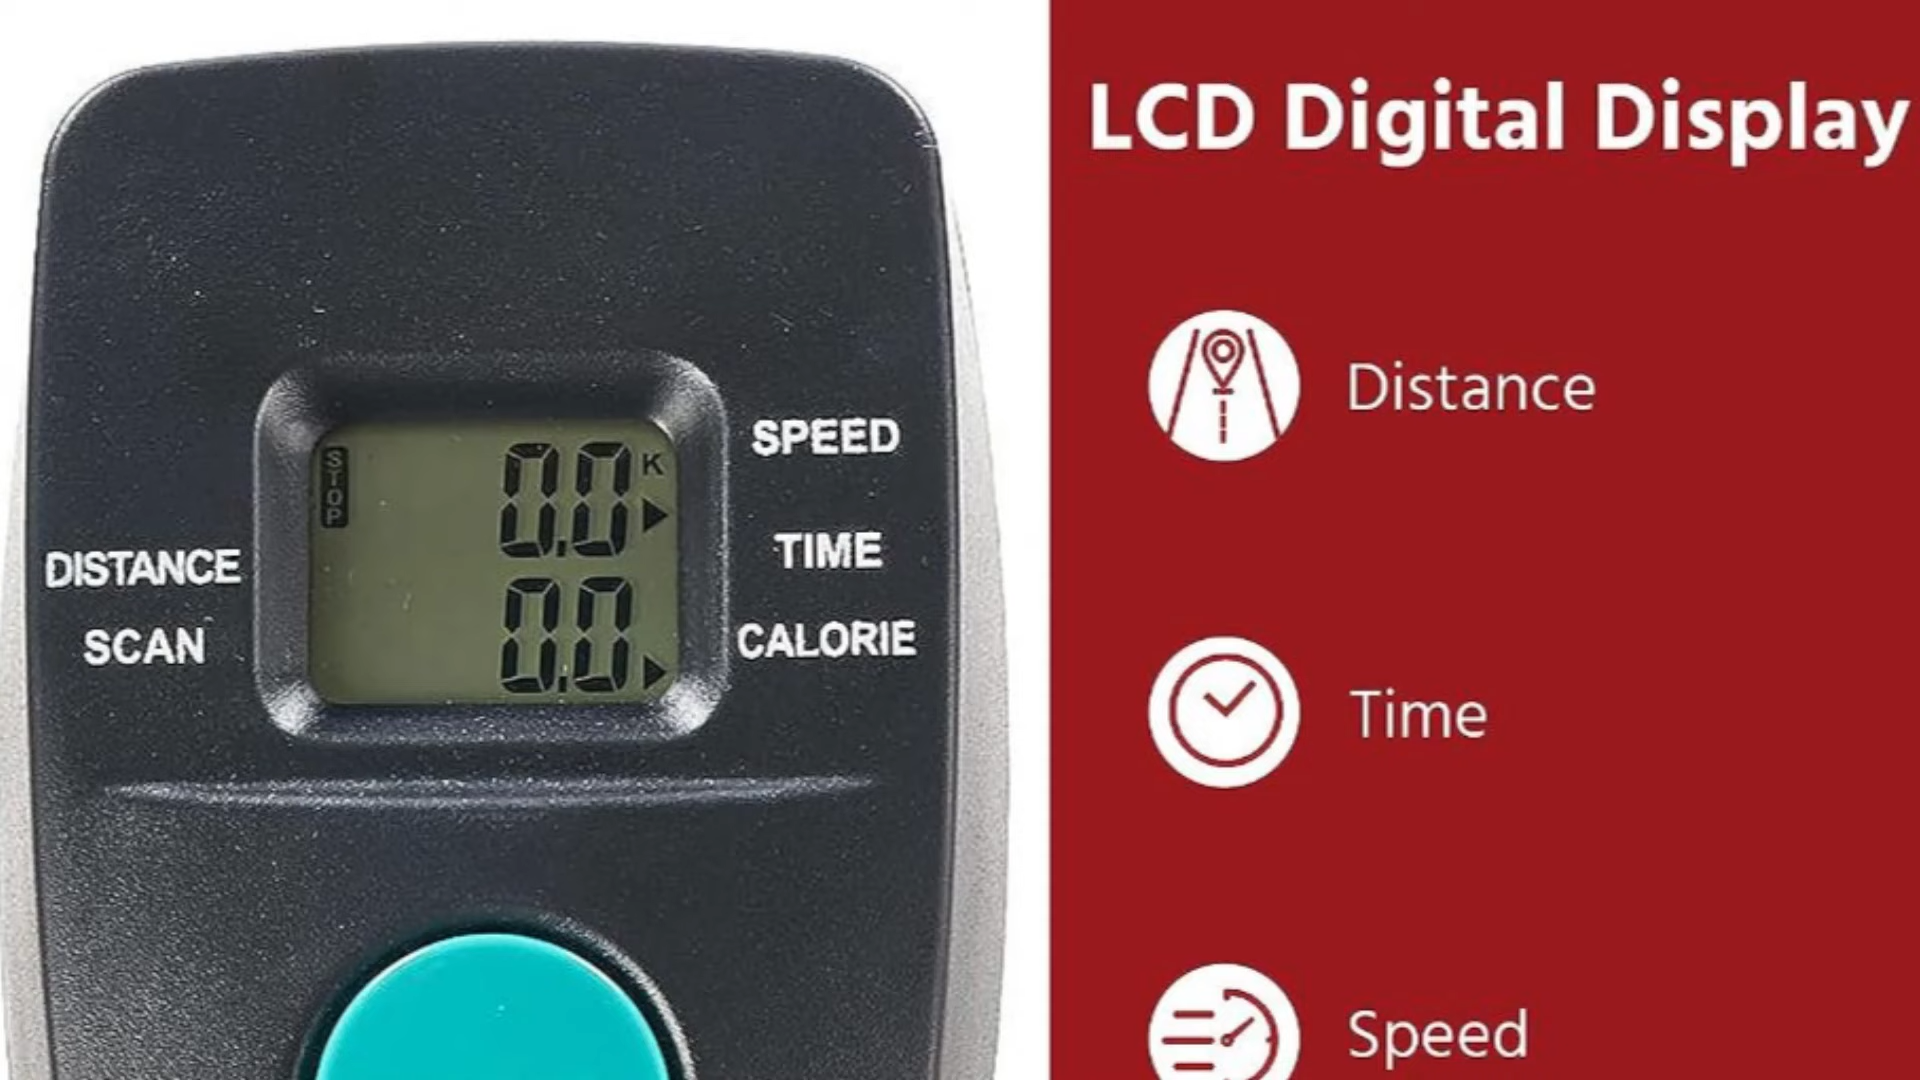 STOP
0.0 K
0.0
SPEED
TIME
CALORIE
DISTANCE
SCAN
LCD Digital Display
Distance
Time
Speed